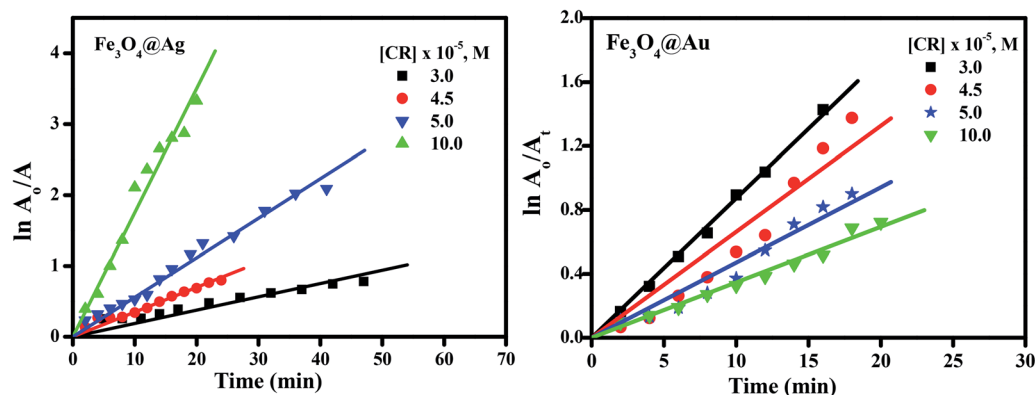 Fe₃O₄@Ag
[CR] x 10⁻⁵, M
3.0
4.5
5.0
10.0
ln Aₒ/A
4
3
2
1
0
0 10 20 30 40 50 60 70
Time (min)
Fe₃O₄@Au
[CR] x 10⁻⁵, M
3.0
4.5
5.0
10.0
ln Aₒ/Aₜ
2.0
1.6
1.2
0.8
0.4
0.0
0 10 20 30
Time (min)